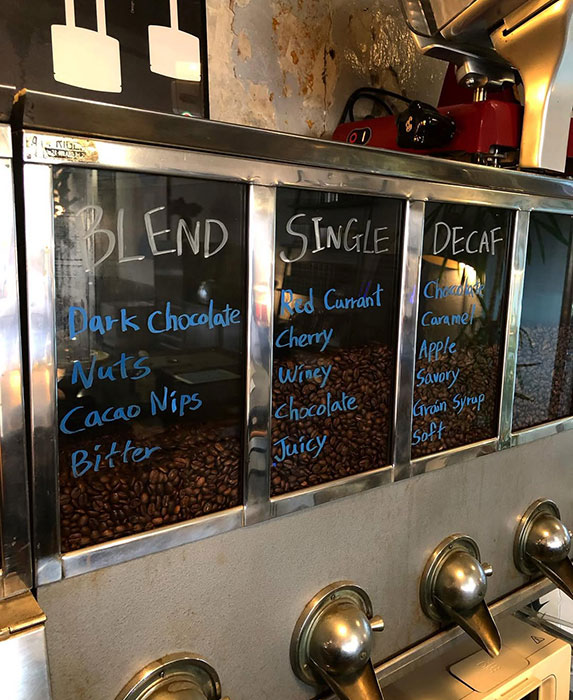 BLEND
Dark Chocolate
Nuts
Cacao Nips
Bitter
SINGLE
Red Currant
Cherry
Winey
Chocolate
Juicy
DECAF
Chocolate
Caramel
Apple
Savory
Grain Syrup
Soft